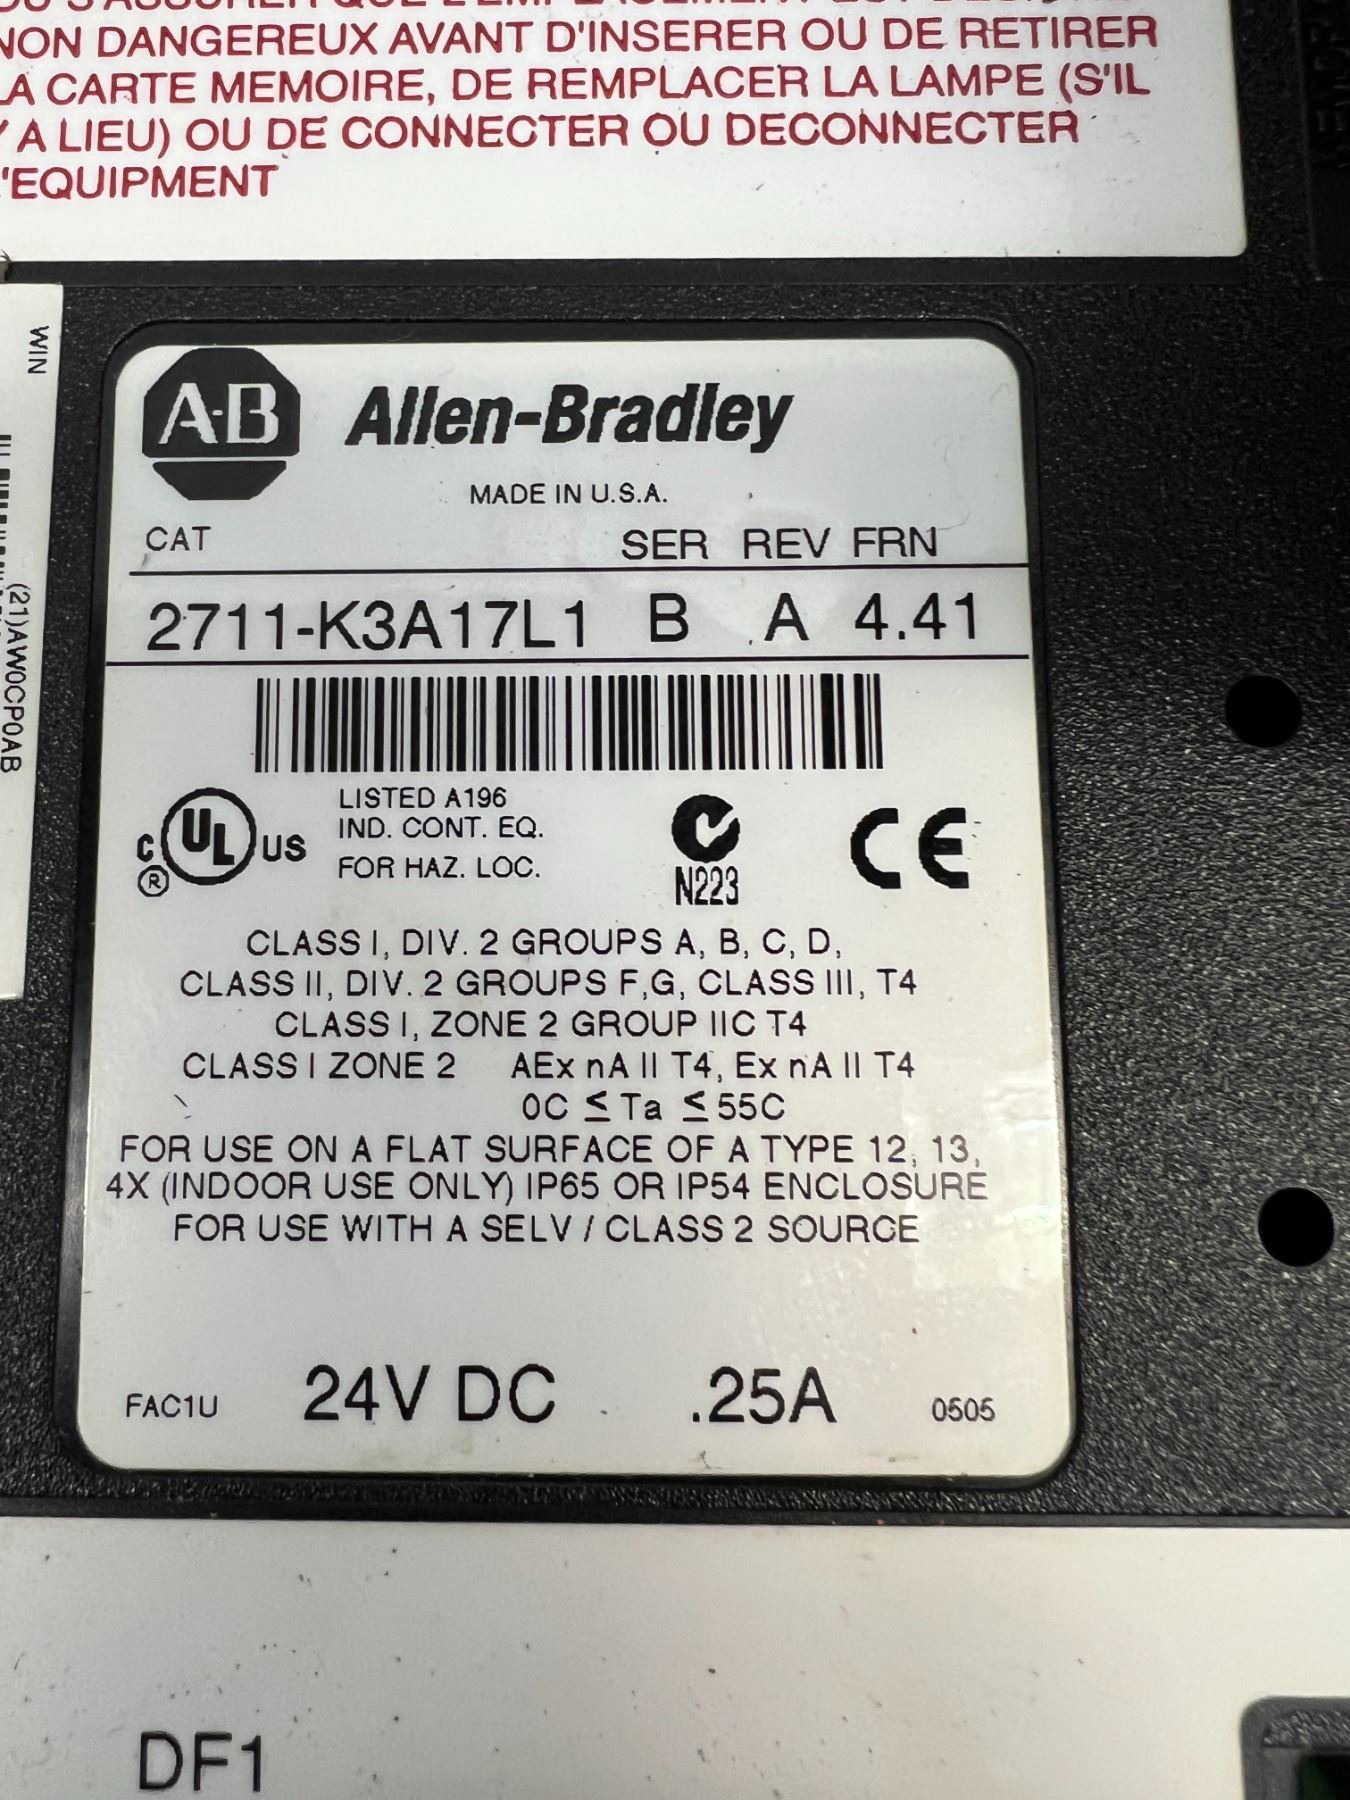 NON DANGEREUX AVANT D'INSERER OU DE RETIRER
LA CARTE MEMOIRE, DE REMPLACER LA LAMPE (S'IL
Y A LIEU) OU DE CONNECTER OU DECONNECTER
L'EQUIPMENT
WIN
(21)AW0CP0AB
A-B Allen-Bradley
MADE IN U.S.A.
CAT SER REV FRN
2711-K3A17L1 B A 4.41
C UL US ®
LISTED A196
IND. CONT. EQ.
FOR HAZ. LOC.
N223
CE
CLASS I, DIV. 2 GROUPS A, B, C, D,
CLASS II, DIV. 2 GROUPS F,G, CLASS III, T4
CLASS I, ZONE 2 GROUP IIC T4
CLASS I ZONE 2 AEx nA II T4, Ex nA II T4
0C ≤ Ta ≤ 55C
FOR USE ON A FLAT SURFACE OF A TYPE 12, 13,
4X (INDOOR USE ONLY) IP65 OR IP54 ENCLOSURE
FOR USE WITH A SELV / CLASS 2 SOURCE
FAC1U 24V DC .25A 0505
DF1